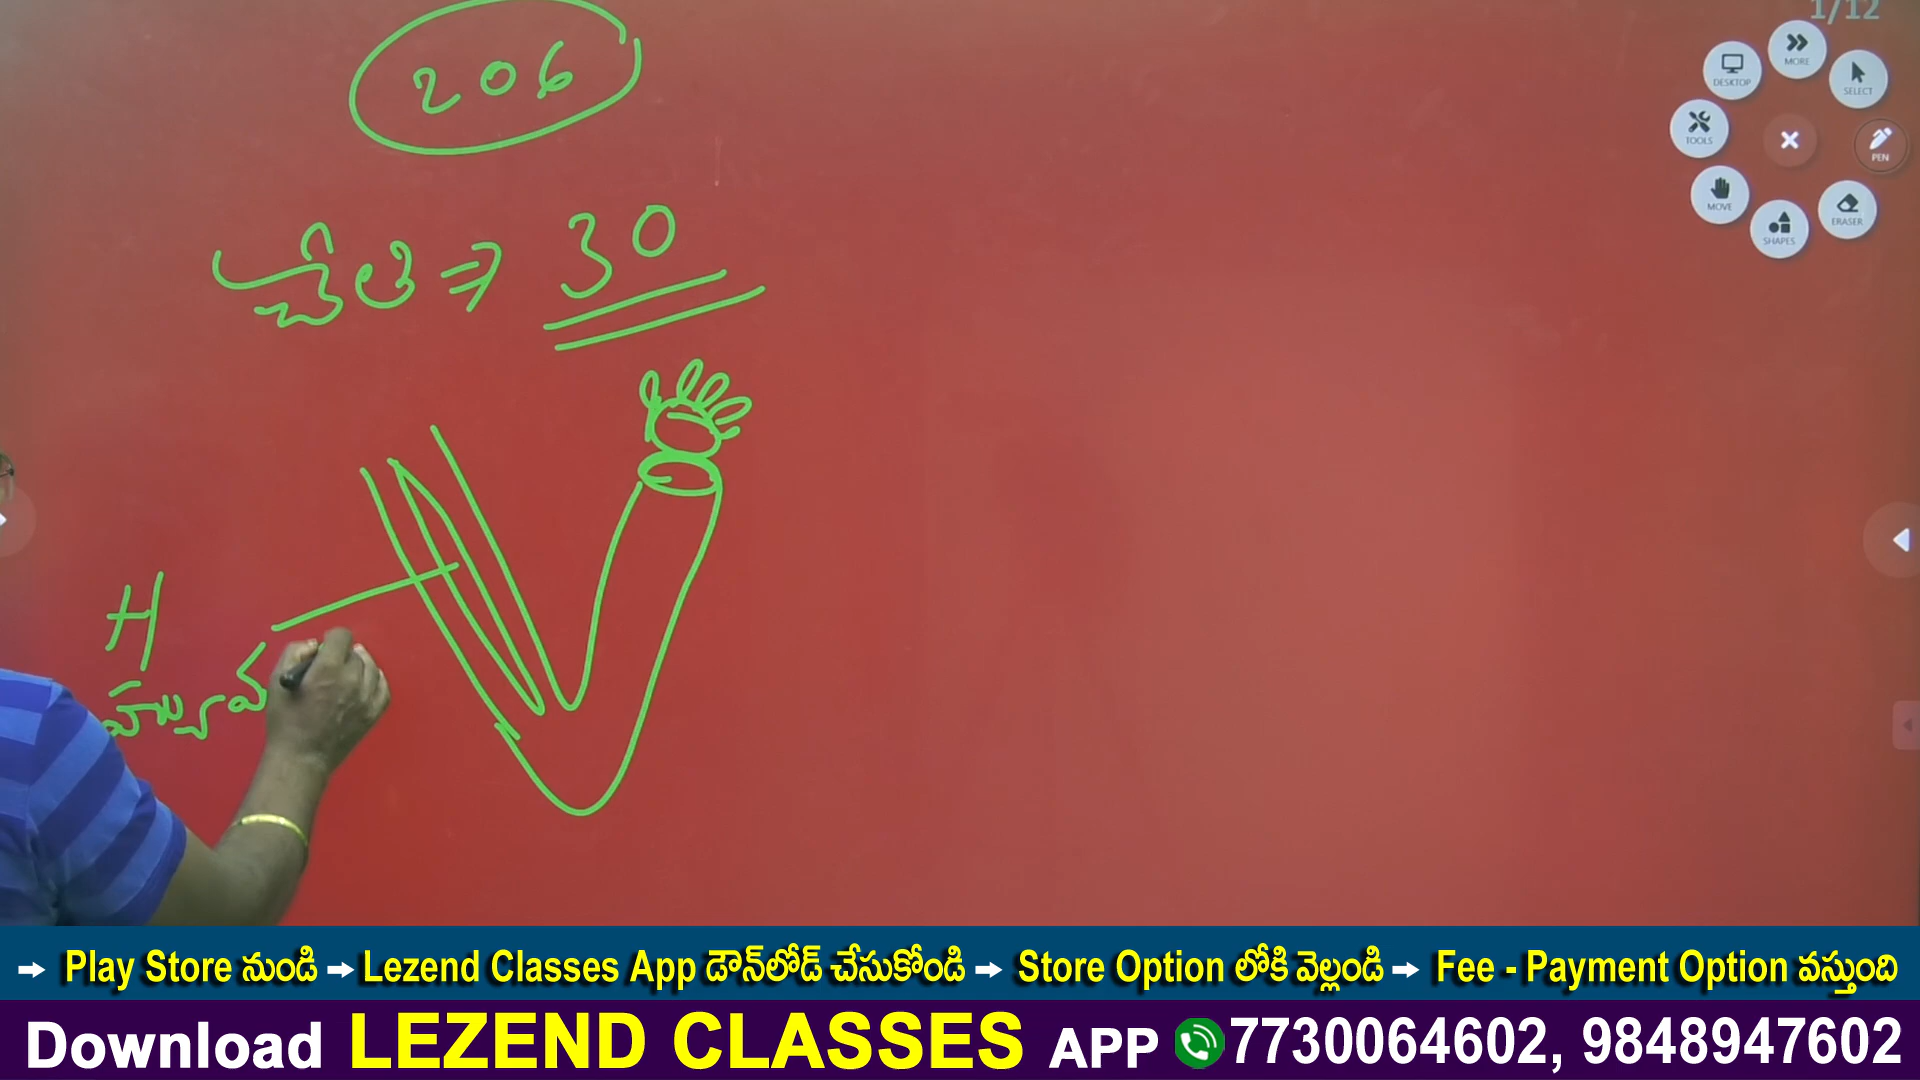 1/12
206
MORE
DESKTOP
SELECT
TOOLS
PEN
MOVE
ERASER
SHAPES
చేతి ⇒ 30
H
➞ Play Store నుండి ➞ Lezend Classes App డౌన్‌లోడ్ చేసుకోండి ➞ Store Option లోకి వెల్లండి ➞ Fee - Payment Option వస్తుంది
Download LEZEND CLASSES APP 7730064602, 9848947602